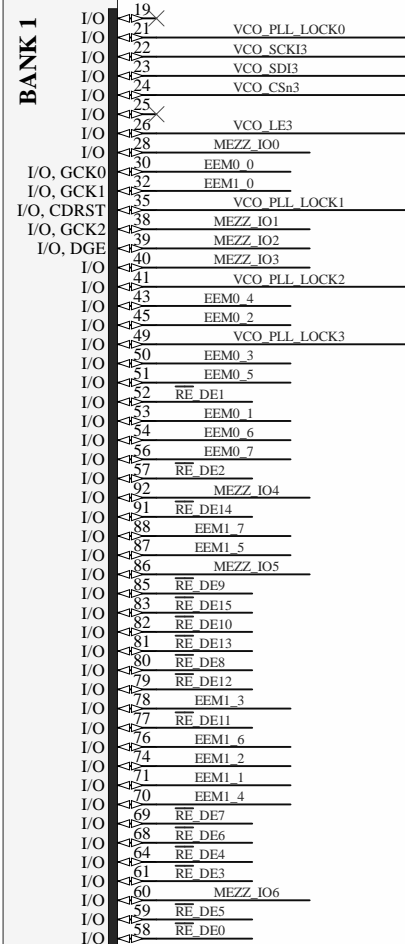 BANK 1
I/O 19
I/O 21 VCO_PLL_LOCK0
I/O 22 VCO_SCKI3
I/O 23 VCO_SDI3
I/O 24 VCO_CSn3
I/O 25
I/O 26 VCO_LE3
I/O 28 MEZZ_IO0
I/O, GCK0 30 EEM0_0
I/O, GCK1 32 EEM1_0
I/O, CDRST 35 VCO_PLL_LOCK1
I/O, GCK2 38 MEZZ_IO1
I/O, DGE 39 MEZZ_IO2
I/O 40 MEZZ_IO3
I/O 41 VCO_PLL_LOCK2
I/O 43 EEM0_4
I/O 45 EEM0_2
I/O 49 VCO_PLL_LOCK3
I/O 50 EEM0_3
I/O 51 EEM0_5
I/O 52 RE_DE1
I/O 53 EEM0_1
I/O 54 EEM0_6
I/O 56 EEM0_7
I/O 57 RE_DE2
I/O 92 MEZZ_IO4
I/O 91 RE_DE14
I/O 88 EEM1_7
I/O 87 EEM1_5
I/O 86 MEZZ_IO5
I/O 85 RE_DE9
I/O 83 RE_DE15
I/O 82 RE_DE10
I/O 81 RE_DE13
I/O 80 RE_DE8
I/O 79 RE_DE12
I/O 78 EEM1_3
I/O 77 RE_DE11
I/O 76 EEM1_6
I/O 74 EEM1_2
I/O 71 EEM1_1
I/O 70 EEM1_4
I/O 69 RE_DE7
I/O 68 RE_DE6
I/O 64 RE_DE4
I/O 61 RE_DE3
I/O 60 MEZZ_IO6
I/O 59 RE_DE5
I/O 58 RE_DE0